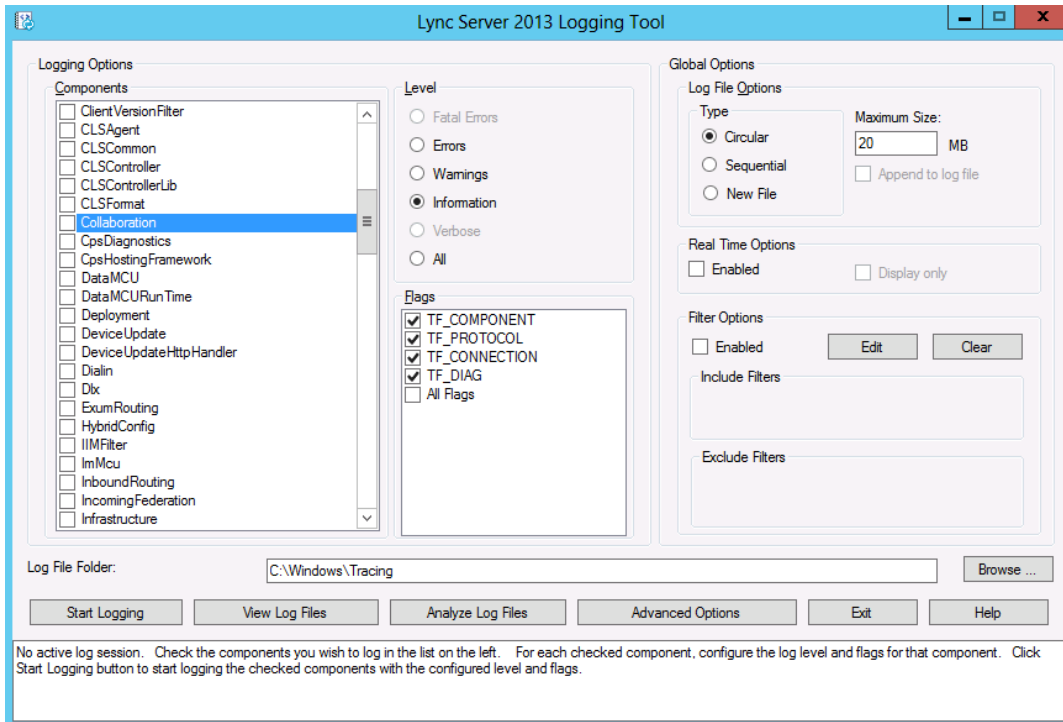 Lync Server 2013 Logging Tool
Logging Options
Components
ClientVersionFilter
CLSAgent
CLSCommon
CLSController
CLSControllerLib
CLSFormat
Collaboration
CpsDiagnostics
CpsHostingFramework
DataMCU
DataMCURunTime
Deployment
DeviceUpdate
DeviceUpdateHttpHandler
Dialin
Dlx
ExumRouting
HybridConfig
IIMFilter
ImMcu
InboundRouting
IncomingFederation
Infrastructure
Level
Fatal Errors
Errors
Warnings
Information
Verbose
All
Flags
TF_COMPONENT
TF_PROTOCOL
TF_CONNECTION
TF_DIAG
All Flags
Global Options
Log File Options
Type
Circular
Sequential
New File
Maximum Size:
20 MB
Append to log file
Real Time Options
Enabled
Display only
Filter Options
Enabled
Edit
Clear
Include Filters
Exclude Filters
Log File Folder:
C:\Windows\Tracing
Browse ...
Start Logging
View Log Files
Analyze Log Files
Advanced Options
Exit
Help
No active log session. Check the components you wish to log in the list on the left. For each checked component, configure the log level and flags for that component. Click
Start Logging button to start logging the checked components with the configured level and flags.